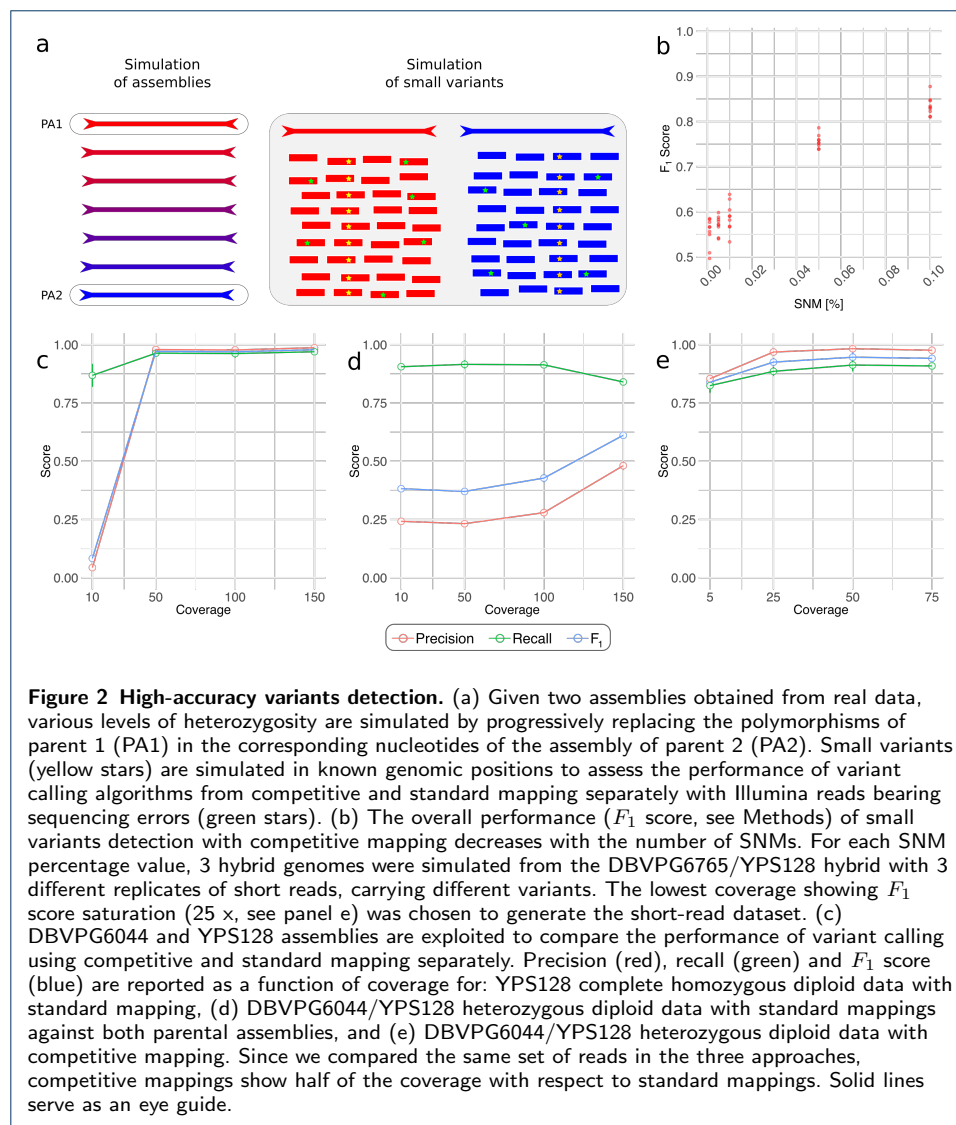 a
Simulation
of assemblies
Simulation
of small variants
PA1
PA2
b
1.0
0.9
0.8
0.7
0.6
0.5
F1 Score
0.00
0.02
0.04
0.06
0.08
0.10
SNM [%]
c
1.00
0.75
0.50
0.25
0.00
Score
10
50
100
150
Coverage
d
1.00
0.75
0.50
0.25
0.00
Score
10
50
100
150
Coverage
e
1.00
0.75
0.50
0.25
0.00
Score
5
25
50
75
Coverage
Precision Recall F1
Figure 2 High-accuracy variants detection. (a) Given two assemblies obtained from real data,
various levels of heterozygosity are simulated by progressively replacing the polymorphisms of
parent 1 (PA1) in the corresponding nucleotides of the assembly of parent 2 (PA2). Small variants
(yellow stars) are simulated in known genomic positions to assess the performance of variant
calling algorithms from competitive and standard mapping separately with Illumina reads bearing
sequencing errors (green stars). (b) The overall performance (F1 score, see Methods) of small
variants detection with competitive mapping decreases with the number of SNMs. For each SNM
percentage value, 3 hybrid genomes were simulated from the DBVPG6765/YPS128 hybrid with 3
different replicates of short reads, carrying different variants. The lowest coverage showing F1
score saturation (25 x, see panel e) was chosen to generate the short-read dataset. (c)
DBVPG6044 and YPS128 assemblies are exploited to compare the performance of variant calling
using competitive and standard mapping separately. Precision (red), recall (green) and F1 score
(blue) are reported as a function of coverage for: YPS128 complete homozygous diploid data with
standard mapping, (d) DBVPG6044/YPS128 heterozygous diploid data with standard mappings
against both parental assemblies, and (e) DBVPG6044/YPS128 heterozygous diploid data with
competitive mapping. Since we compared the same set of reads in the three approaches,
competitive mappings show half of the coverage with respect to standard mappings. Solid lines
serve as an eye guide.